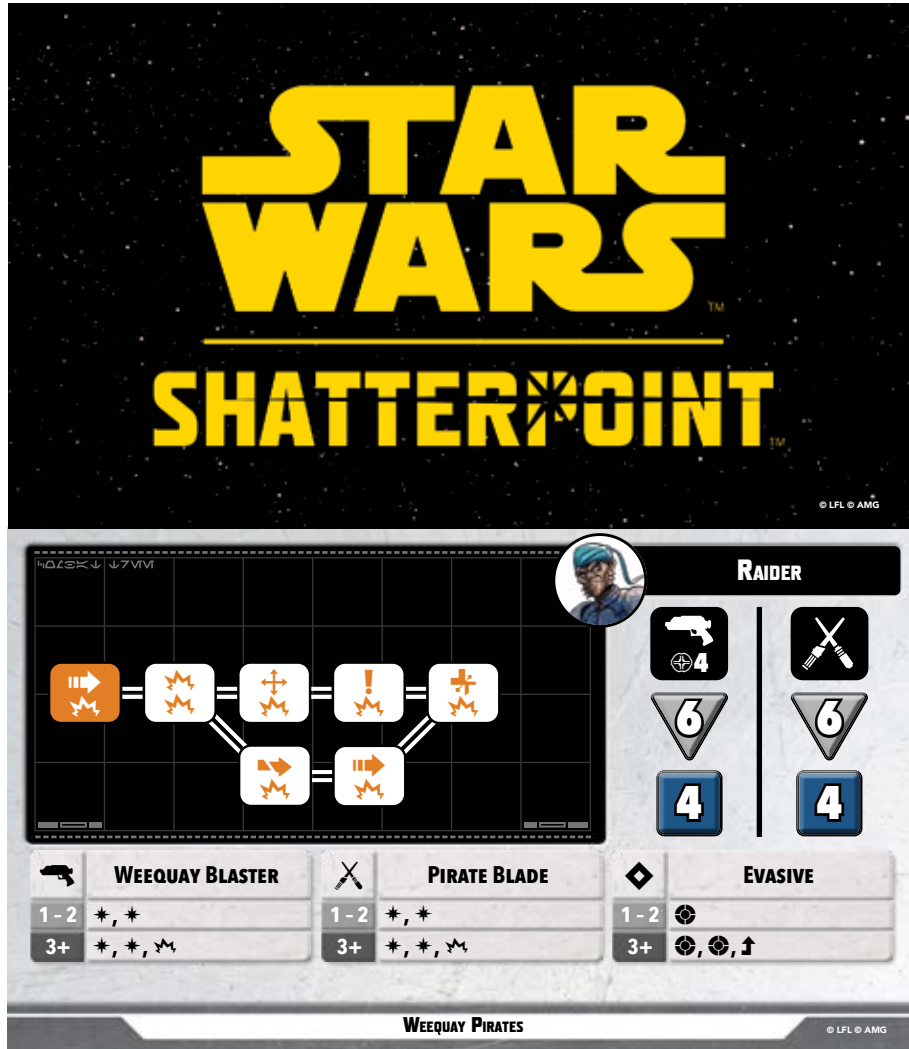 STAR
WARS
TM
SHATTERPOINT
TM
© LFL © AMG
RAIDER
4
6 6
4 4
WEEQUAY BLASTER
1 - 2
3+
PIRATE BLADE
1 - 2
3+
EVASIVE
1 - 2
3+
WEEQUAY PIRATES
© LFL © AMG